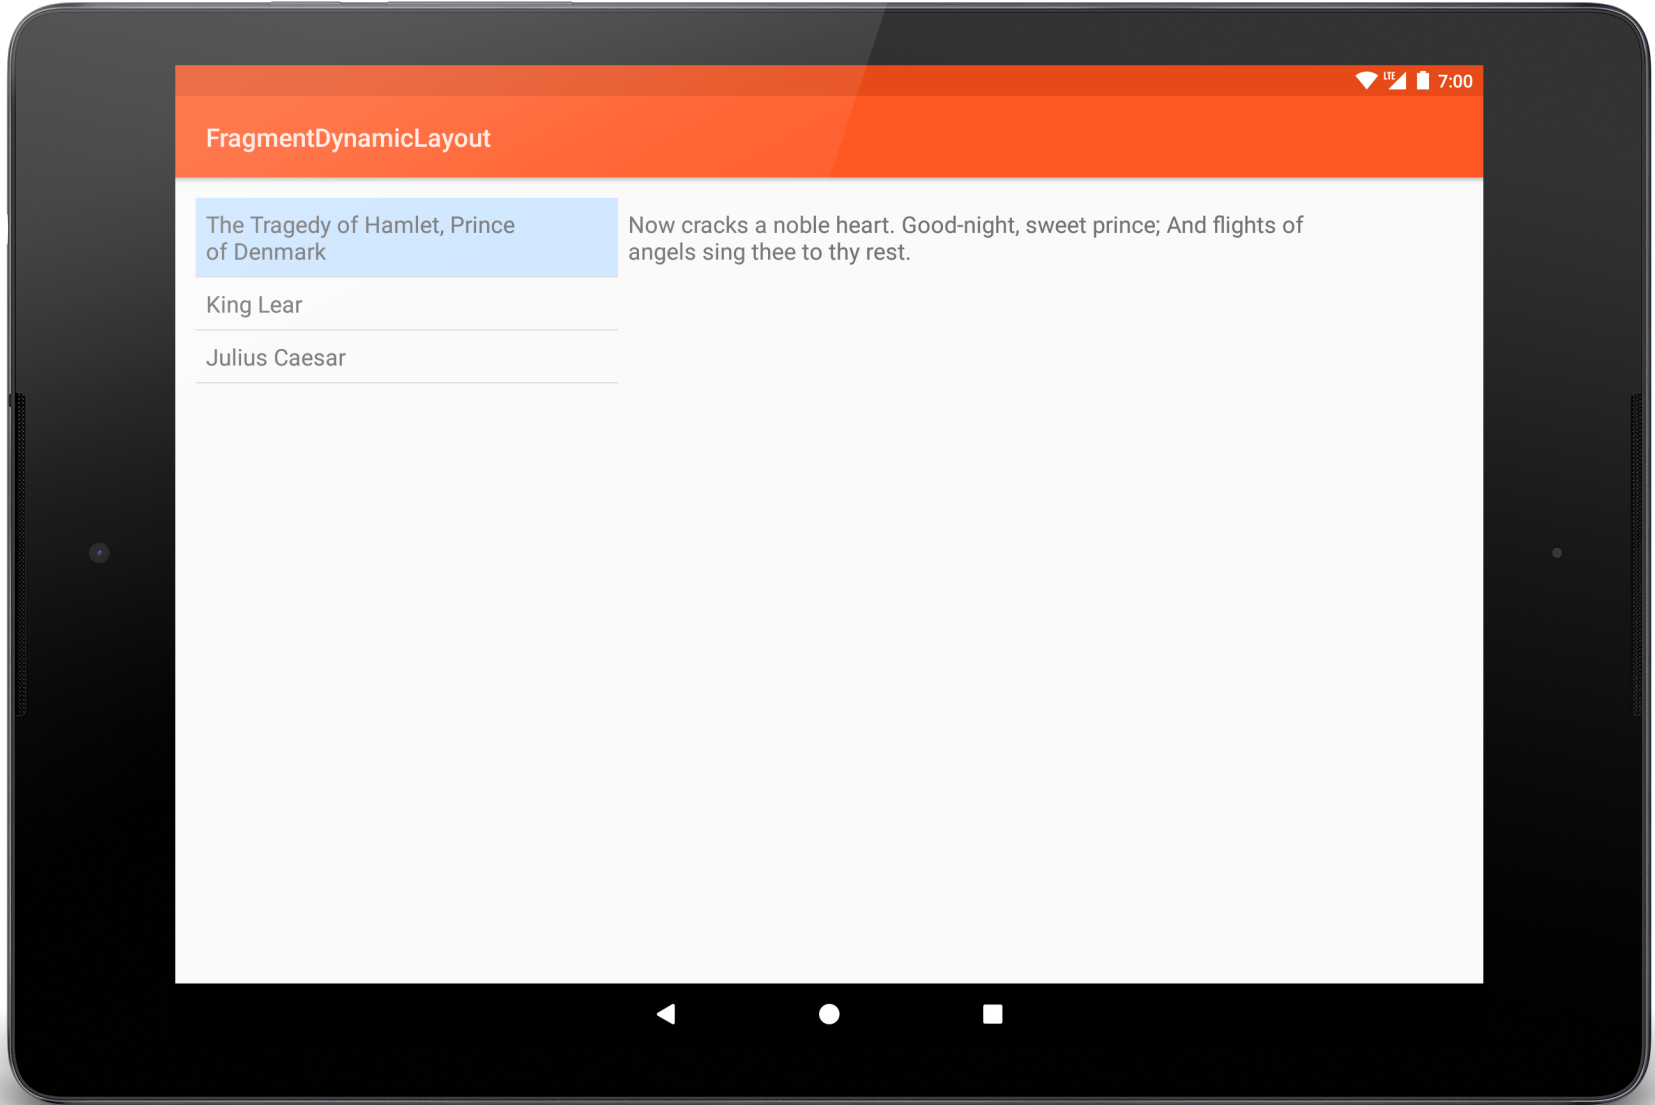 LTE 7:00
FragmentDynamicLayout
The Tragedy of Hamlet, Prince
of Denmark
King Lear
Julius Caesar
Now cracks a noble heart. Good-night, sweet prince; And flights of
angels sing thee to thy rest.